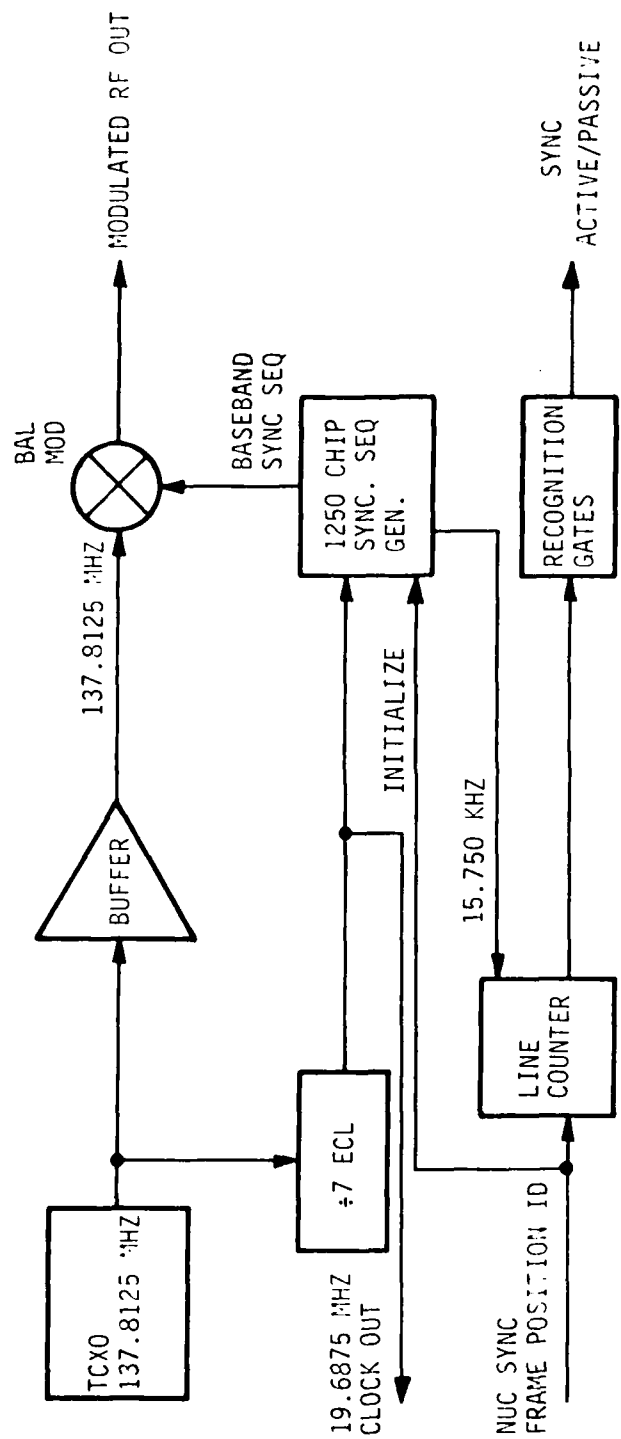 TCXO
137.8125 MHZ
BUFFER
137.8125 MHZ
BAL
MOD
MODULATED RF OUT
÷7 ECL
19.6875 MHZ
CLOCK OUT
BASEBAND
SYNC SEQ
1250 CHIP
SYNC. SEQ
GEN.
INITIALIZE
15.750 KHZ
NUC SYNC
FRAME POSITION ID
LINE
COUNTER
RECOGNITION
GATES
SYNC
ACTIVE/PASSIVE